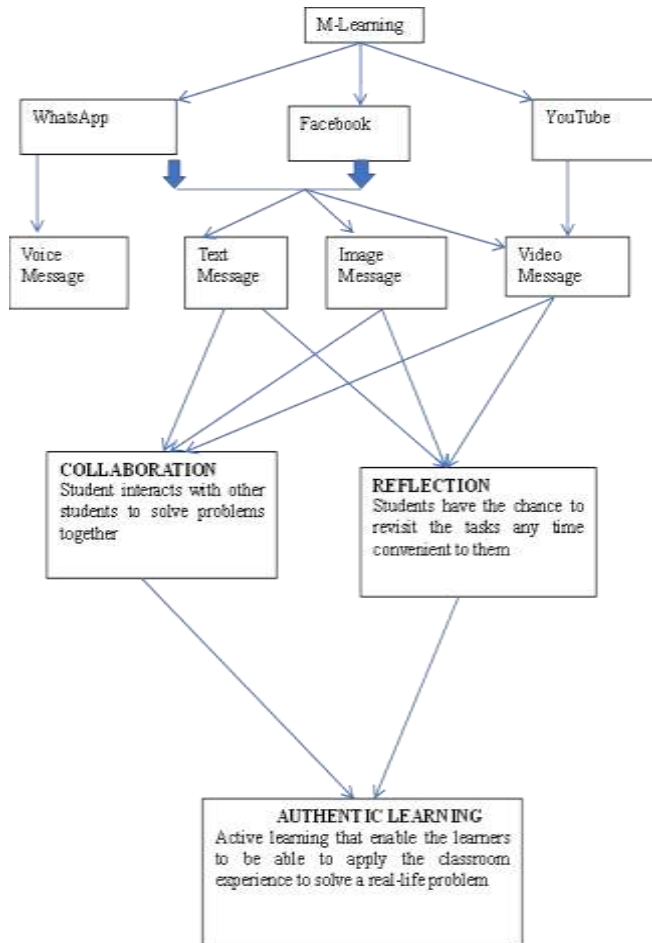 M-Learning
WhatsApp
Facebook
YouTube
Voice
Message
Text
Message
Image
Message
Video
Message
COLLABORATION
Student interacts with other
students to solve problems
together
REFLECTION
Students have the chance to
revisit the tasks any time
convenient to them
AUTHENTIC LEARNING
Active learning that enable the learners
to be able to apply the classroom
experience to solve a real-life problem